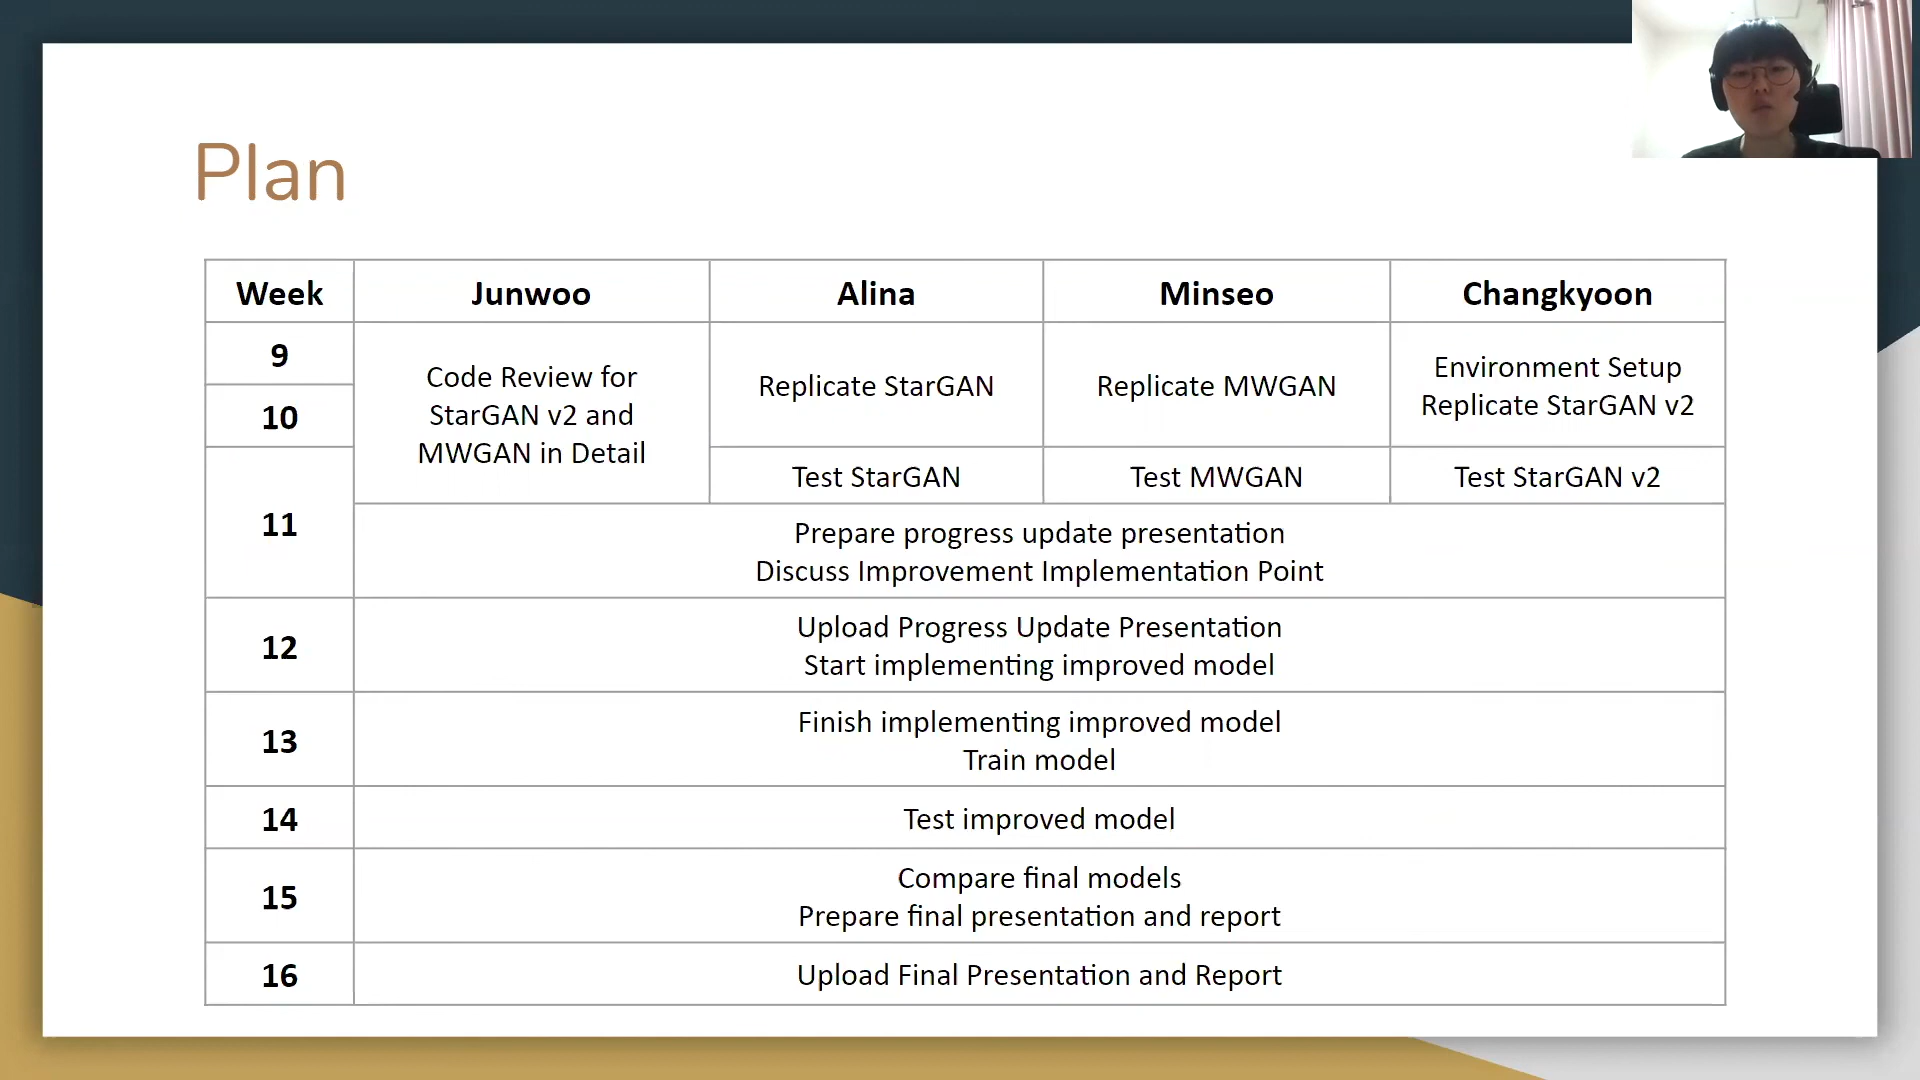 Plan
Week Junwoo Alina Minseo Changkyoon
9
10
Code Review for
StarGAN v2 and
MWGAN in Detail
Replicate StarGAN
Replicate MWGAN
Environment Setup
Replicate StarGAN v2
11
Test StarGAN
Test MWGAN
Test StarGAN v2
Prepare progress update presentation
Discuss Improvement Implementation Point
12
Upload Progress Update Presentation
Start implementing improved model
13
Finish implementing improved model
Train model
14
Test improved model
15
Compare final models
Prepare final presentation and report
16
Upload Final Presentation and Report